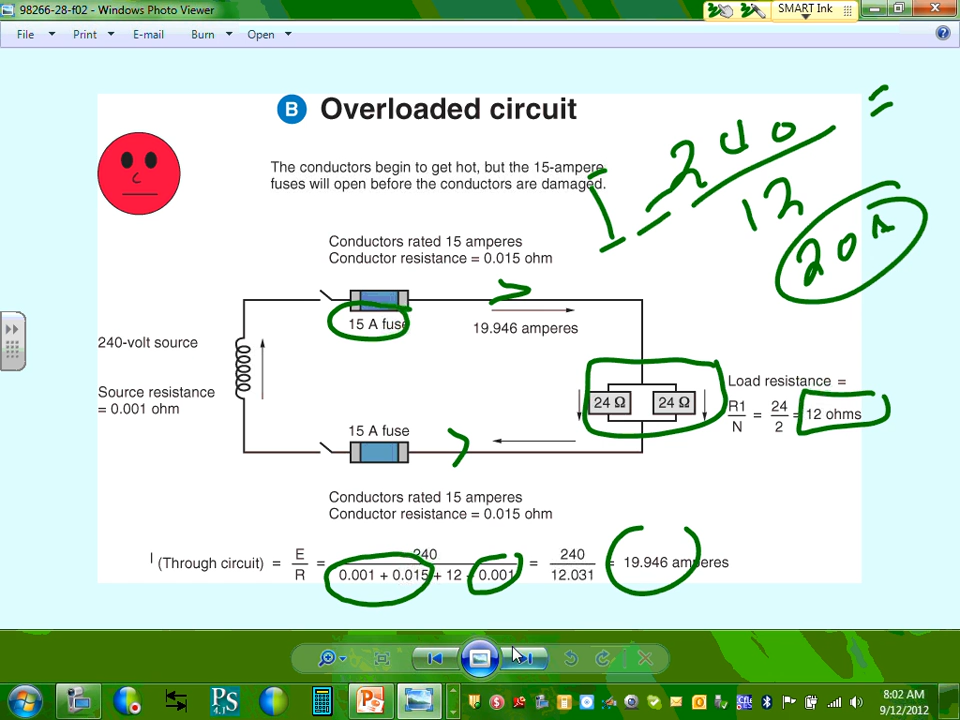 98266-28-f02 - Windows Photo Viewer
SMART Ink
File Print E-mail Burn Open
B Overloaded circuit
The conductors begin to get hot, but the 15-ampere
fuses will open before the conductors are damaged.
I = 240 =
12
20A
Conductors rated 15 amperes
Conductor resistance = 0.015 ohm
15 A fuse
19.946 amperes
240-volt source
Source resistance
= 0.001 ohm
24 Ω 24 Ω
Load resistance =
R1 = 24 = 12 ohms
N 2
15 A fuse
Conductors rated 15 amperes
Conductor resistance = 0.015 ohm
I (Through circuit) = E = 240 = 240 = 19.946 amperes
R 0.001 + 0.015 + 12 0.001 12.031
PS
8:02 AM
9/12/2012